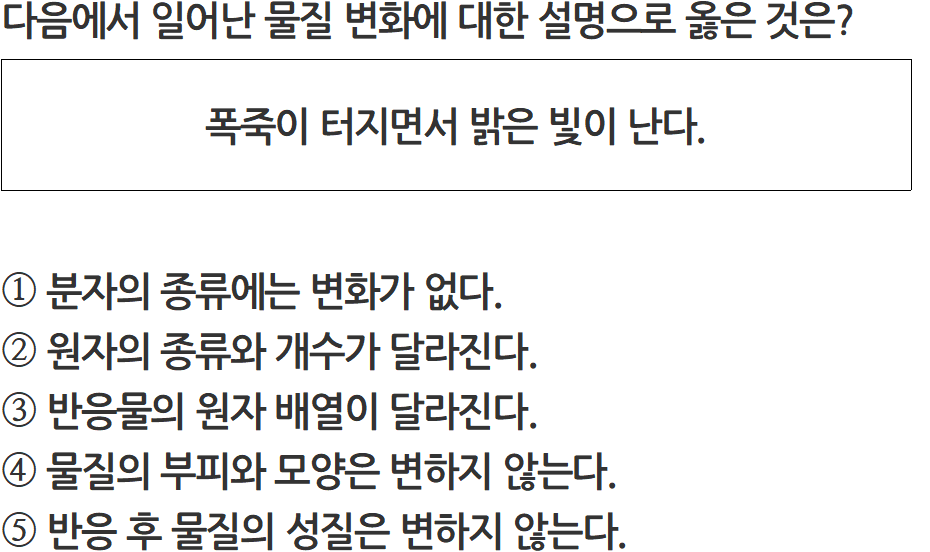 다음에서 일어난 물질 변화에 대한 설명으로 옳은 것은?
폭죽이 터지면서 밝은 빛이 난다.
① 분자의 종류에는 변화가 없다.
② 원자의 종류와 개수가 달라진다.
③ 반응물의 원자 배열이 달라진다.
④ 물질의 부피와 모양은 변하지 않는다.
⑤ 반응 후 물질의 성질은 변하지 않는다.